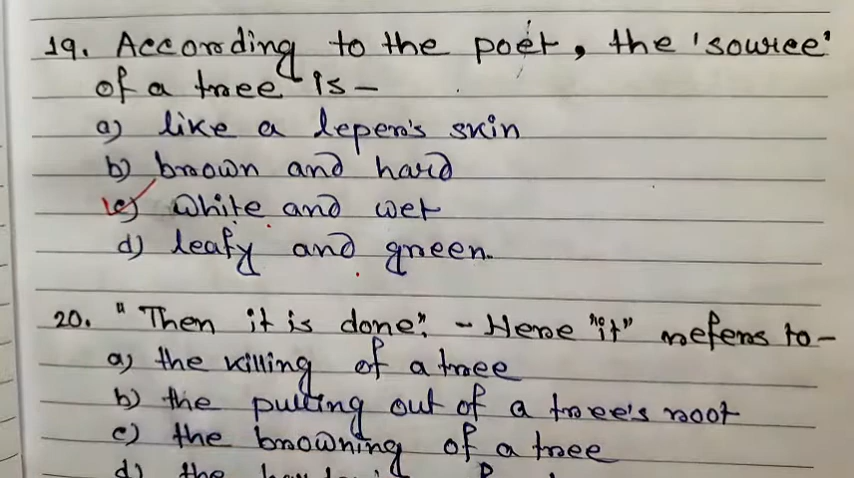 19. According to the poet, the 'source'
of a tree is -
a) like a leper's skin
b) brown and hard
c) white and wet
d) leafy and green.
20. "Then it is done". - Here "it" refers to -
a) the killing of a tree
b) the pulling out of a tree's root
c) the browning of a tree
d) the